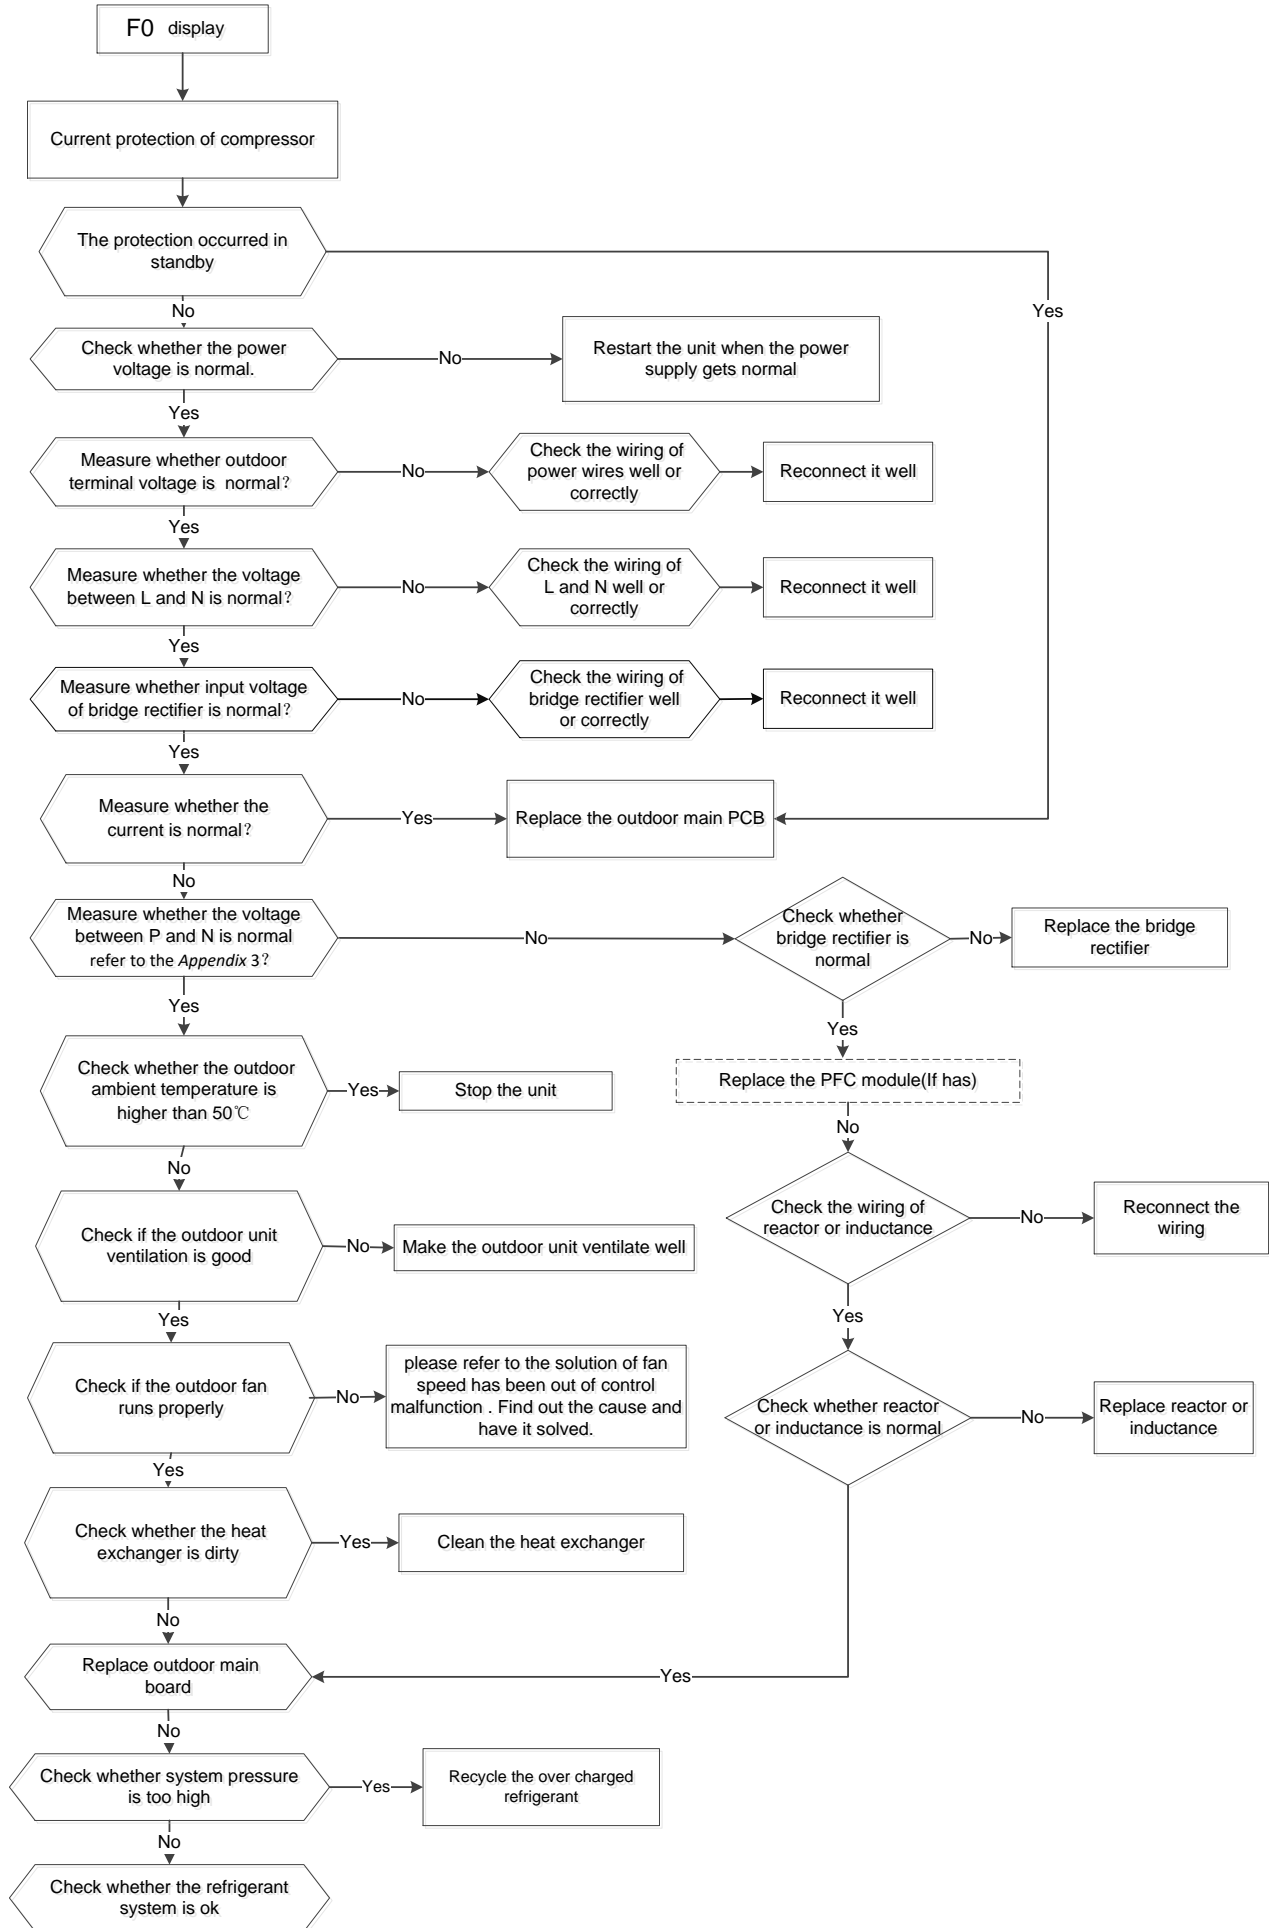 F0 display
Current protection of compressor
The protection occurred in
standby
No
Yes
Check whether the power
voltage is normal.
No
Restart the unit when the power
supply gets normal
Yes
Measure whether outdoor
terminal voltage is normal？
No
Check the wiring of
power wires well or
correctly
Reconnect it well
Yes
Measure whether the voltage
between L and N is normal？
No
Check the wiring of
L and N well or
correctly
Reconnect it well
Yes
Measure whether input voltage
of bridge rectifier is normal？
No
Check the wiring of
bridge rectifier well
or correctly
Reconnect it well
Yes
Measure whether the
current is normal？
Yes
Replace the outdoor main PCB
No
Measure whether the voltage
between P and N is normal
refer to the Appendix 3？
No
Check whether
bridge rectifier is
normal
No
Replace the bridge
rectifier
Yes
Yes
Check whether the outdoor
ambient temperature is
higher than 50℃
Yes
Stop the unit
Replace the PFC module(If has)
No
No
Check the wiring of
reactor or inductance
No
Reconnect the
wiring
Check if the outdoor unit
ventilation is good
No
Make the outdoor unit ventilate well
Yes
Yes
Check if the outdoor fan
runs properly
No
please refer to the solution of fan
speed has been out of control
malfunction . Find out the cause and
have it solved.
Check whether reactor
or inductance is normal
No
Replace reactor or
inductance
Yes
Check whether the heat
exchanger is dirty
Yes
Clean the heat exchanger
No
Replace outdoor main
board
Yes
No
Check whether system pressure
is too high
Yes
Recycle the over charged
refrigerant
No
Check whether the refrigerant
system is ok